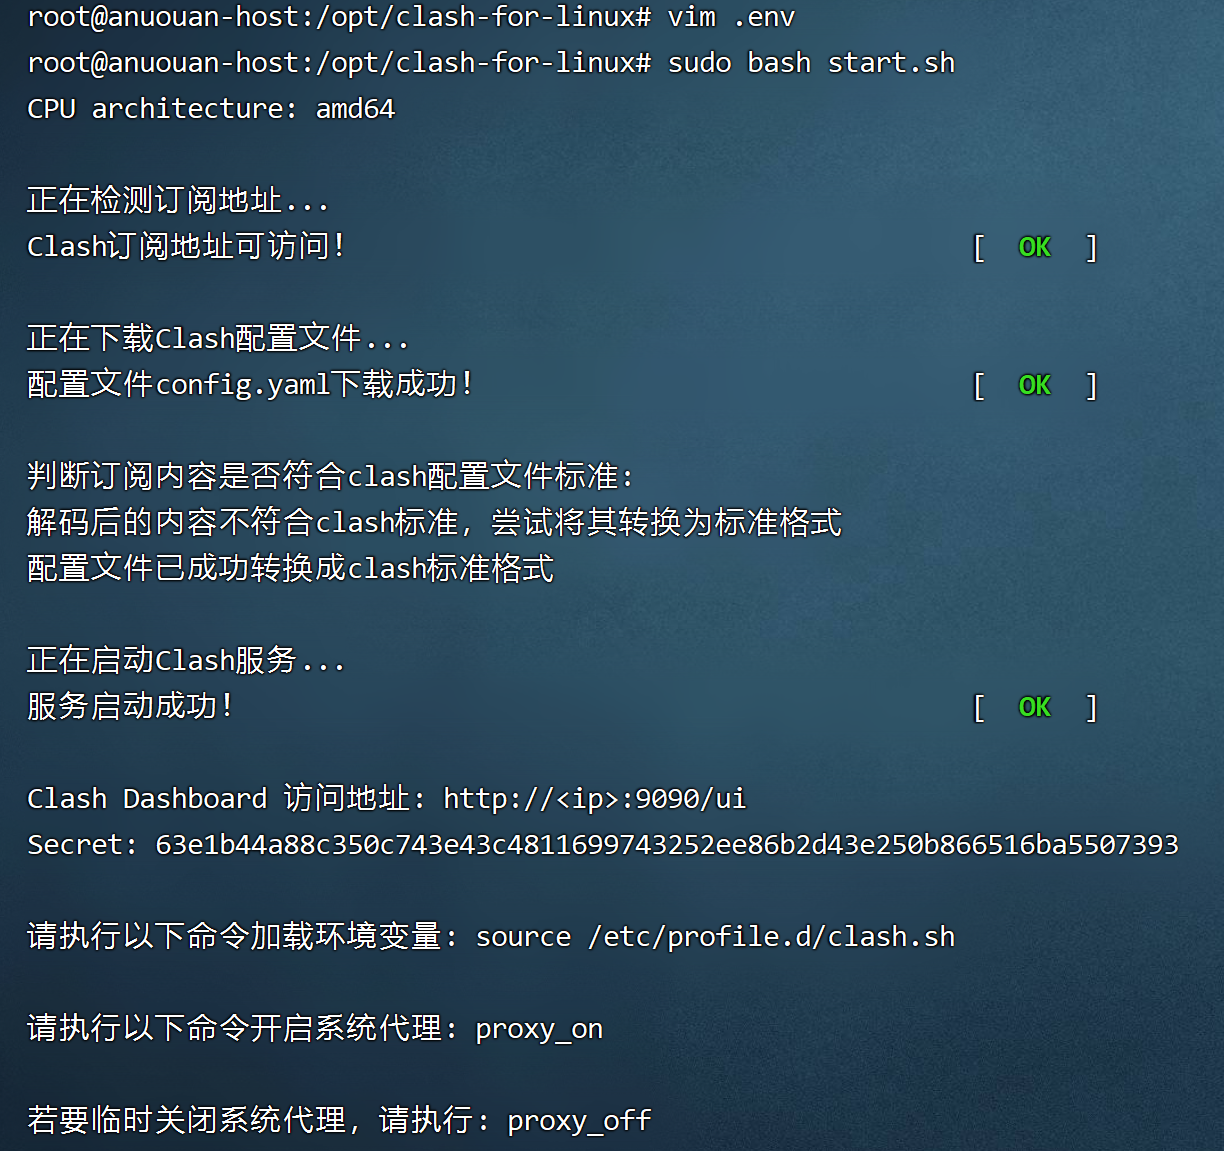 root@anuouan-host:/opt/clash-for-linux# vim .env
root@anuouan-host:/opt/clash-for-linux# sudo bash start.sh
CPU architecture: amd64
正在检测订阅地址...
Clash订阅地址可访问！ [ OK ]
正在下载Clash配置文件...
配置文件config.yaml下载成功！ [ OK ]
判断订阅内容是否符合clash配置文件标准:
解码后的内容不符合clash标准，尝试将其转换为标准格式
配置文件已成功转换成clash标准格式
正在启动Clash服务...
服务启动成功！ [ OK ]
Clash Dashboard 访问地址: http://<ip>:9090/ui
Secret: 63e1b44a88c350c743e43c4811699743252ee86b2d43e250b866516ba5507393
请执行以下命令加载环境变量: source /etc/profile.d/clash.sh
请执行以下命令开启系统代理: proxy_on
若要临时关闭系统代理，请执行: proxy_off